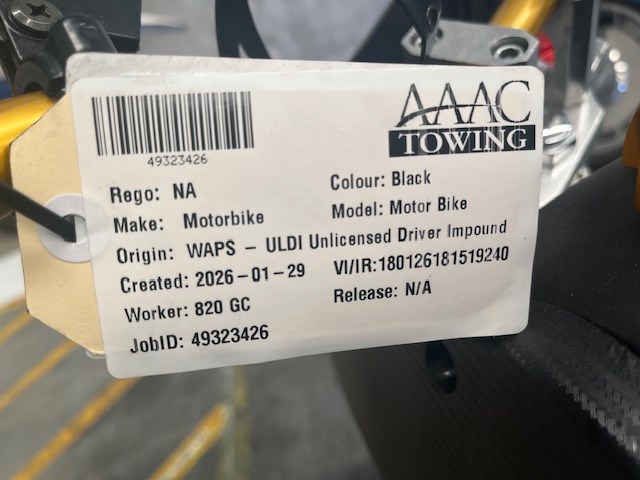 AAAC
TOWING
49323426
Rego: NA
Colour: Black
Make: Motorbike
Model: Motor Bike
Origin: WAPS - ULDI Unlicensed Driver Impound
Created: 2026-01-29
VI/IR:180126181519240
Worker: 820 GC
Release: N/A
JobID: 49323426